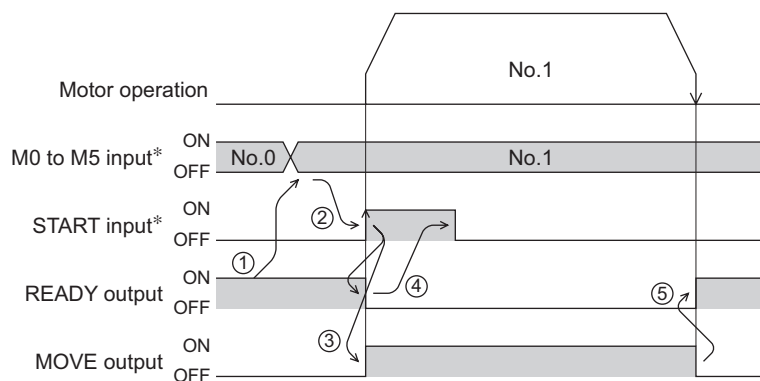 No.1
Motor operation
M0 to M5 input*
ON
OFF
No.0
No.1
START input*
ON
OFF
②
①
READY output
ON
OFF
④
⑤
③
MOVE output
ON
OFF